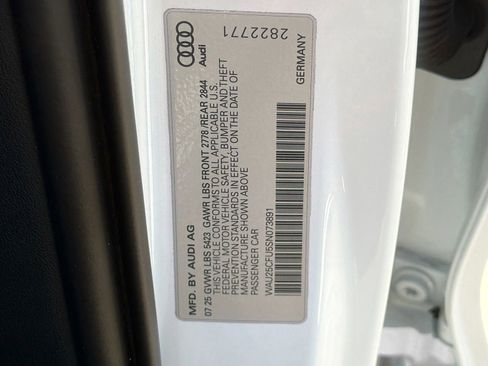 MFD. BY AUDI AG
Audi
07 25 GVWR LBS 5423 GAWR LBS FRONT 2778 /REAR 2844
THIS VEHICLE CONFORMS TO ALL APPLICABLE U.S.
FEDERAL MOTOR VEHICLE SAFETY, BUMPER AND THEFT
PREVENTION STANDARDS IN EFFECT ON THE DATE OF
MANUFACTURE SHOWN ABOVE
PASSENGER CAR
WAU25CFU5SN073891
2822771
GERMANY